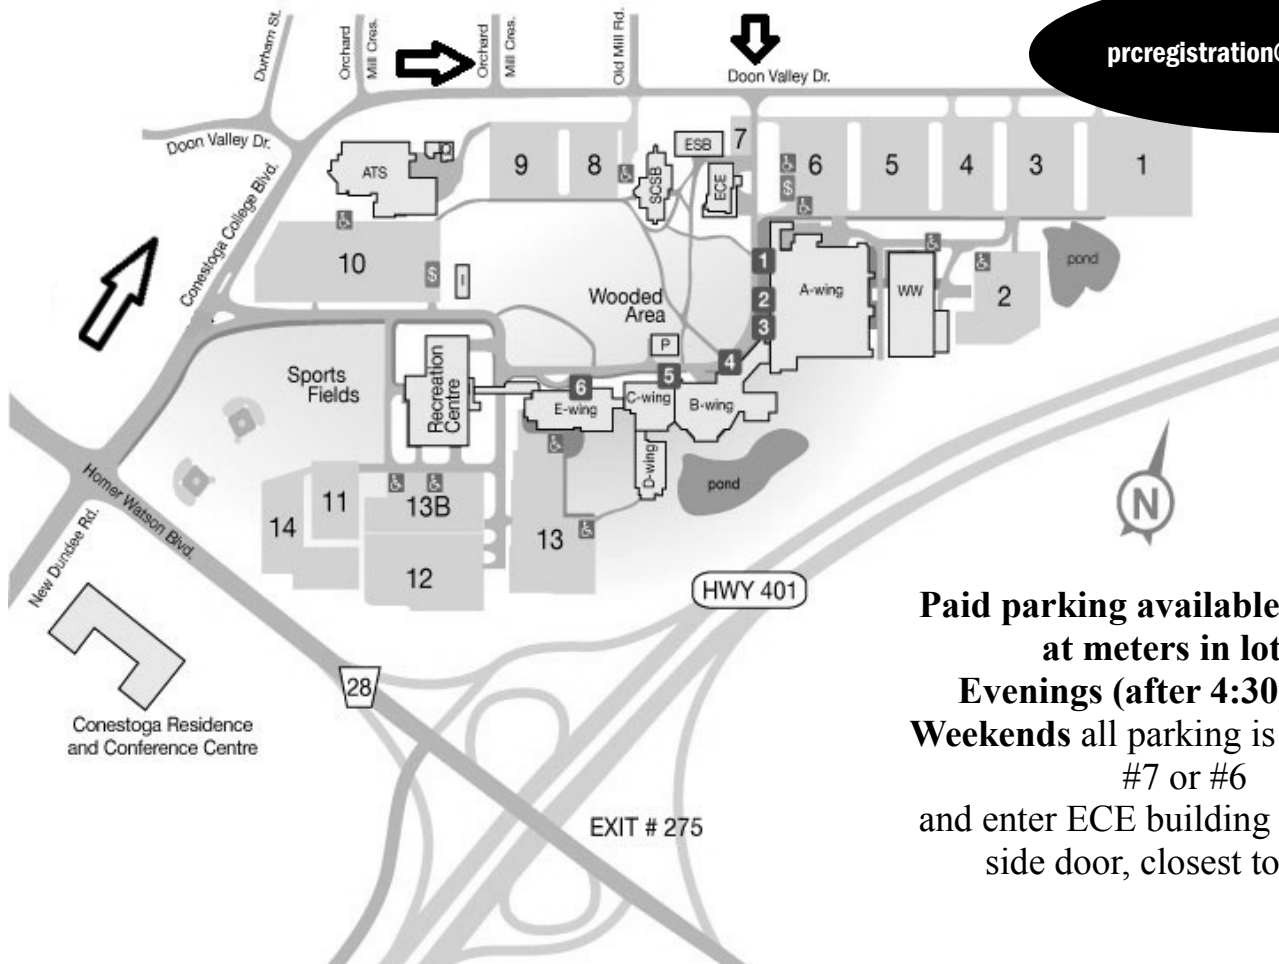 Durham St.
Orchard
Mill Cres.
Orchard
Mill Cres.
Old Mill Rd.
Doon Valley Dr.
prcregistration@
Doon Valley Dr.
Conestoga College Blvd.
ATS
9
8
SCSB
ESB
7
ECE
6
5
4
3
1
$
10
$
I
Wooded
Area
1
2
3
A-wing
WW
2
pond
P
4
5
6
Sports
Fields
Recreation
Centre
E-wing
C-wing
B-wing
D-wing
pond
N
Homer Watson Blvd.
New Dundee Rd.
14
11
13B
12
13
HWY 401
28
Conestoga Residence
and Conference Centre
EXIT # 275
Paid parking available
at meters in lot
Evenings (after 4:30
Weekends all parking is
#7 or #6
and enter ECE building
side door, closest to